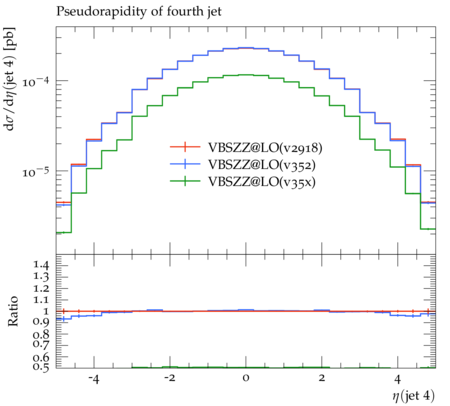 Pseudorapidity of fourth jet
dσ/dη(jet 4) [pb]
10⁻⁴
10⁻⁵
VBSZZ@LO(v2918)
VBSZZ@LO(v352)
VBSZZ@LO(v35x)
Ratio
1.4
1.3
1.2
1.1
1
0.9
0.8
0.7
0.6
0.5
-4 -2 0 2 4
η(jet 4)